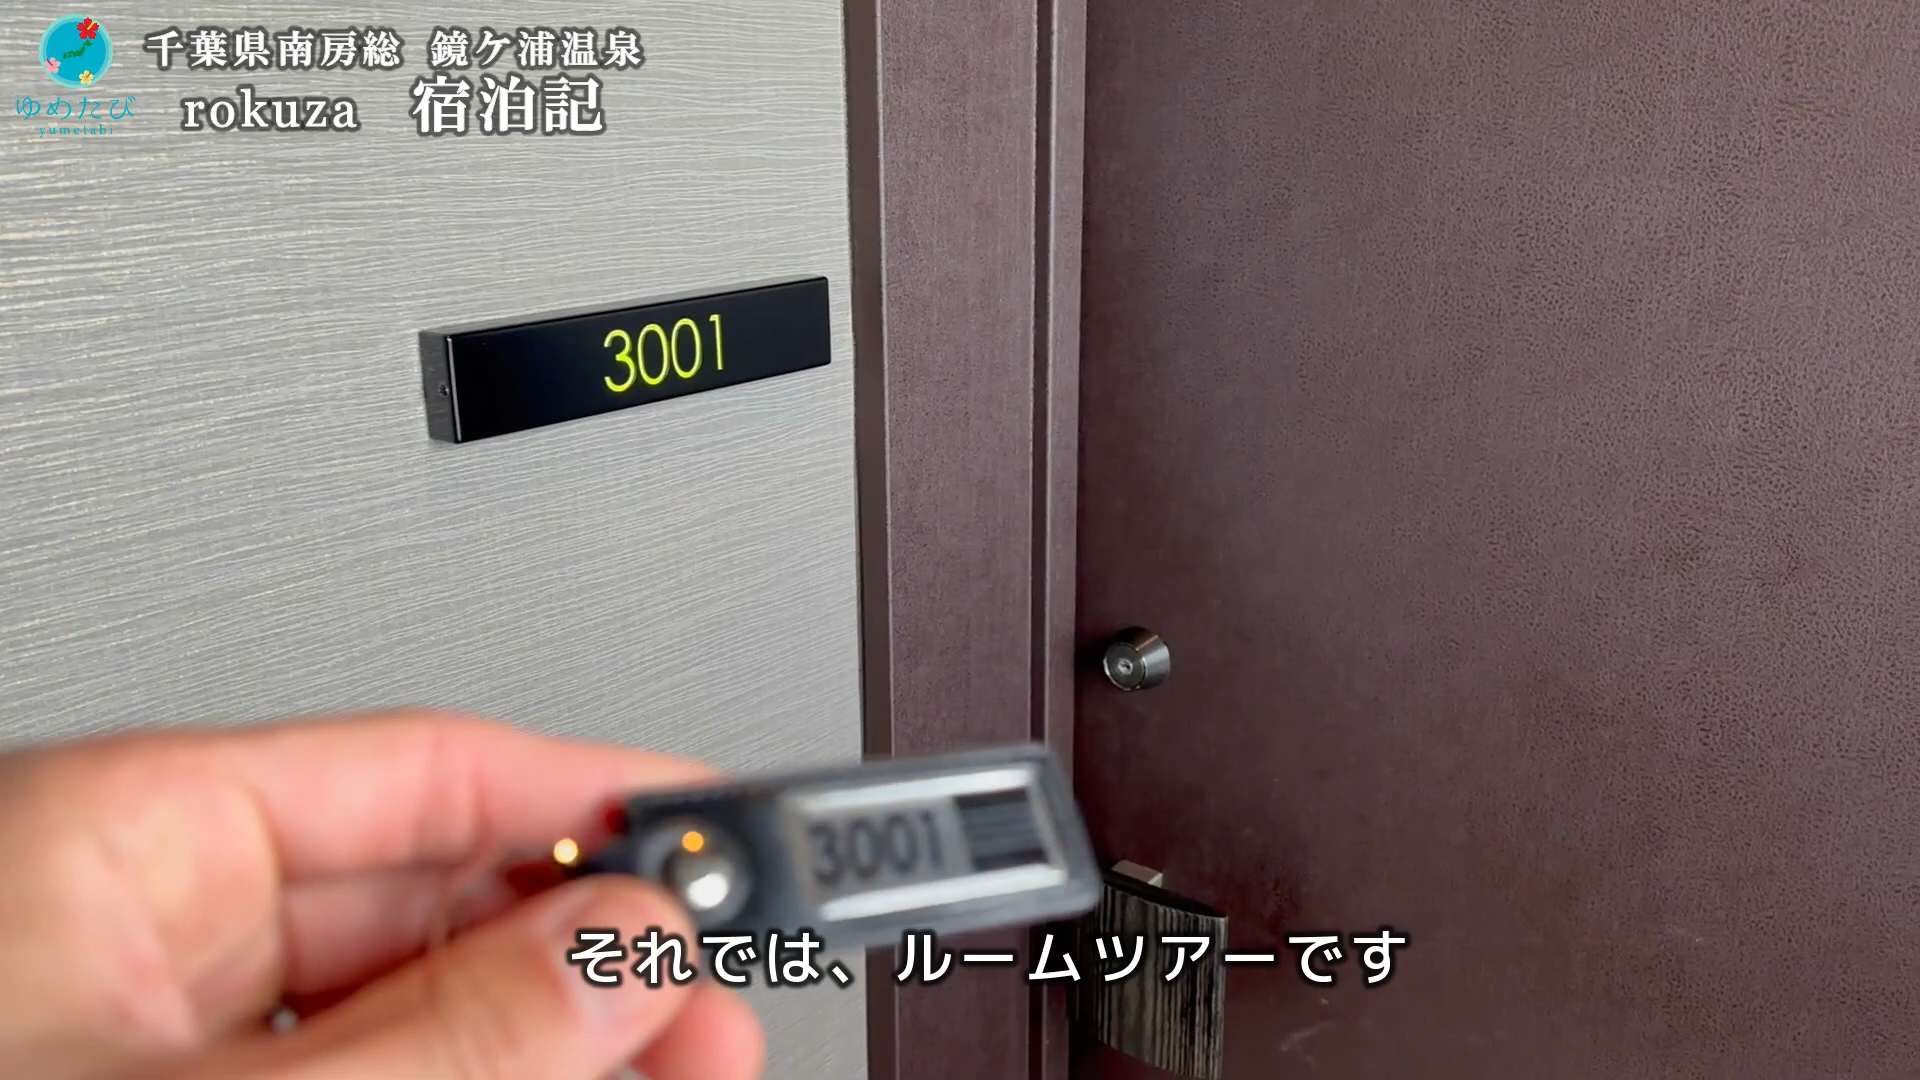 千葉県南房総 鏡ケ浦温泉
rokuza 宿泊記
ゆめたび
yumetabi
3001
3001
それでは、ルームツアーです